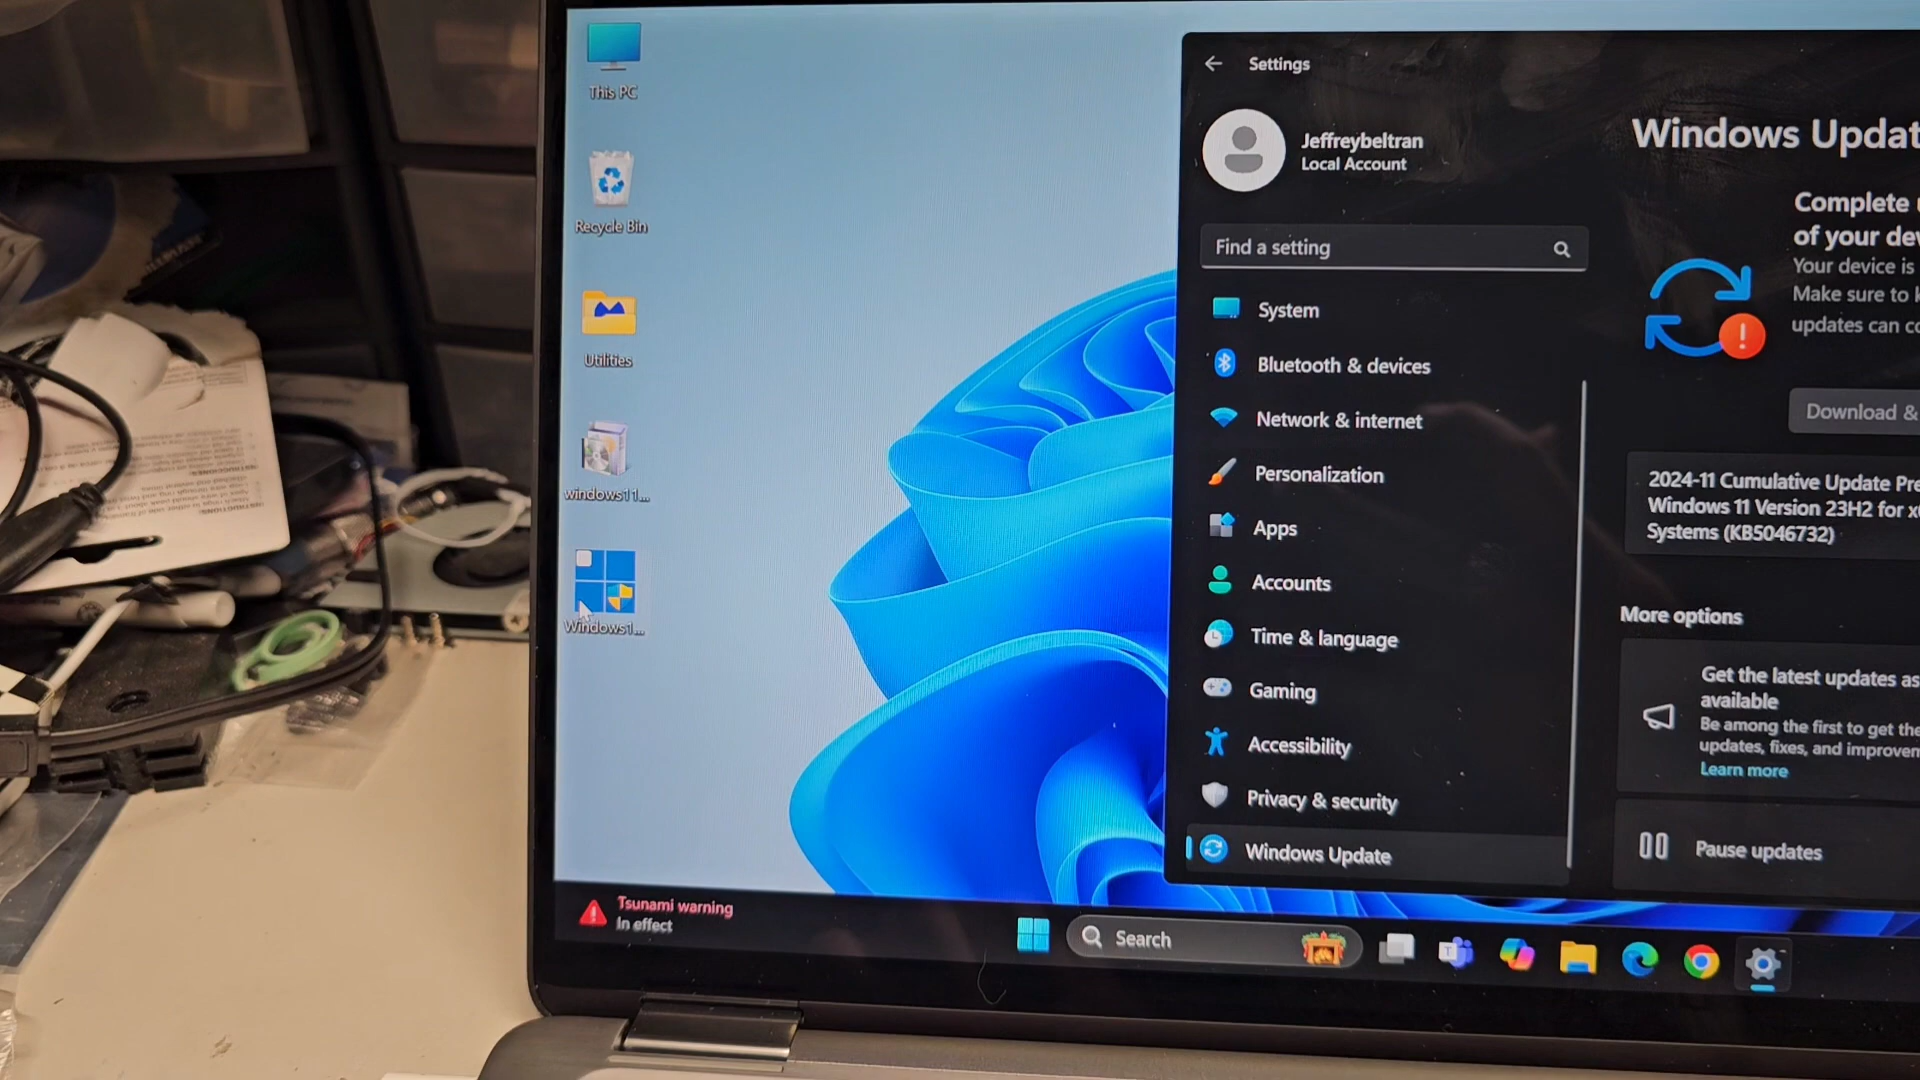 This PC
Recycle Bin
Utilities
windows11...
Windows1...
Tsunami warning
In effect
Settings
Jeffreybeltran
Local Account
Find a setting
System
Bluetooth & devices
Network & internet
Personalization
Apps
Accounts
Time & language
Gaming
Accessibility
Privacy & security
Windows Update
Windows Updat
Complete
of your dev
Your device is
Make sure to
updates can
Download &
2024-11 Cumulative Update Pre
Windows 11 Version 23H2 for x
Systems (KB5046732)
More options
Get the latest updates as
available
Be among the first to get the
updates, fixes, and improvem
Learn more
Pause updates
Search
INSTRUCTIONS: